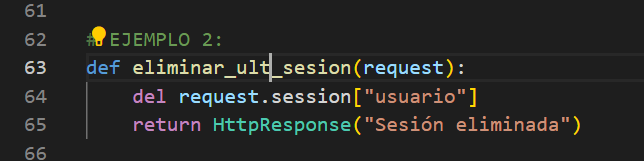 61
62 # EJEMPLO 2:
63 def eliminar_ult_sesion(request):
64     del request.session["usuario"]
65     return HttpResponse("Sesión eliminada")
66